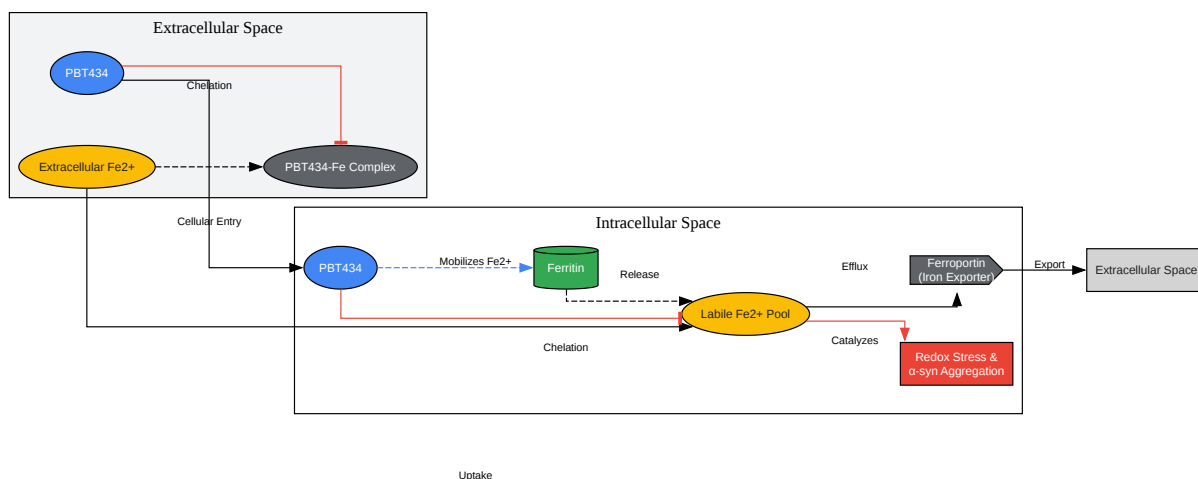 Extracellular Space
PBT434
Chelation
Extracellular Fe2+
PBT434-Fe Complex
Cellular Entry
Intracellular Space
PBT434
Mobilizes Fe2+
Ferritin
Release
Efflux
Ferroportin
(Iron Exporter)
Export
Extracellular Space
Labile Fe2+ Pool
Chelation
Catalyzes
Redox Stress &
α-syn Aggregation
Uptake